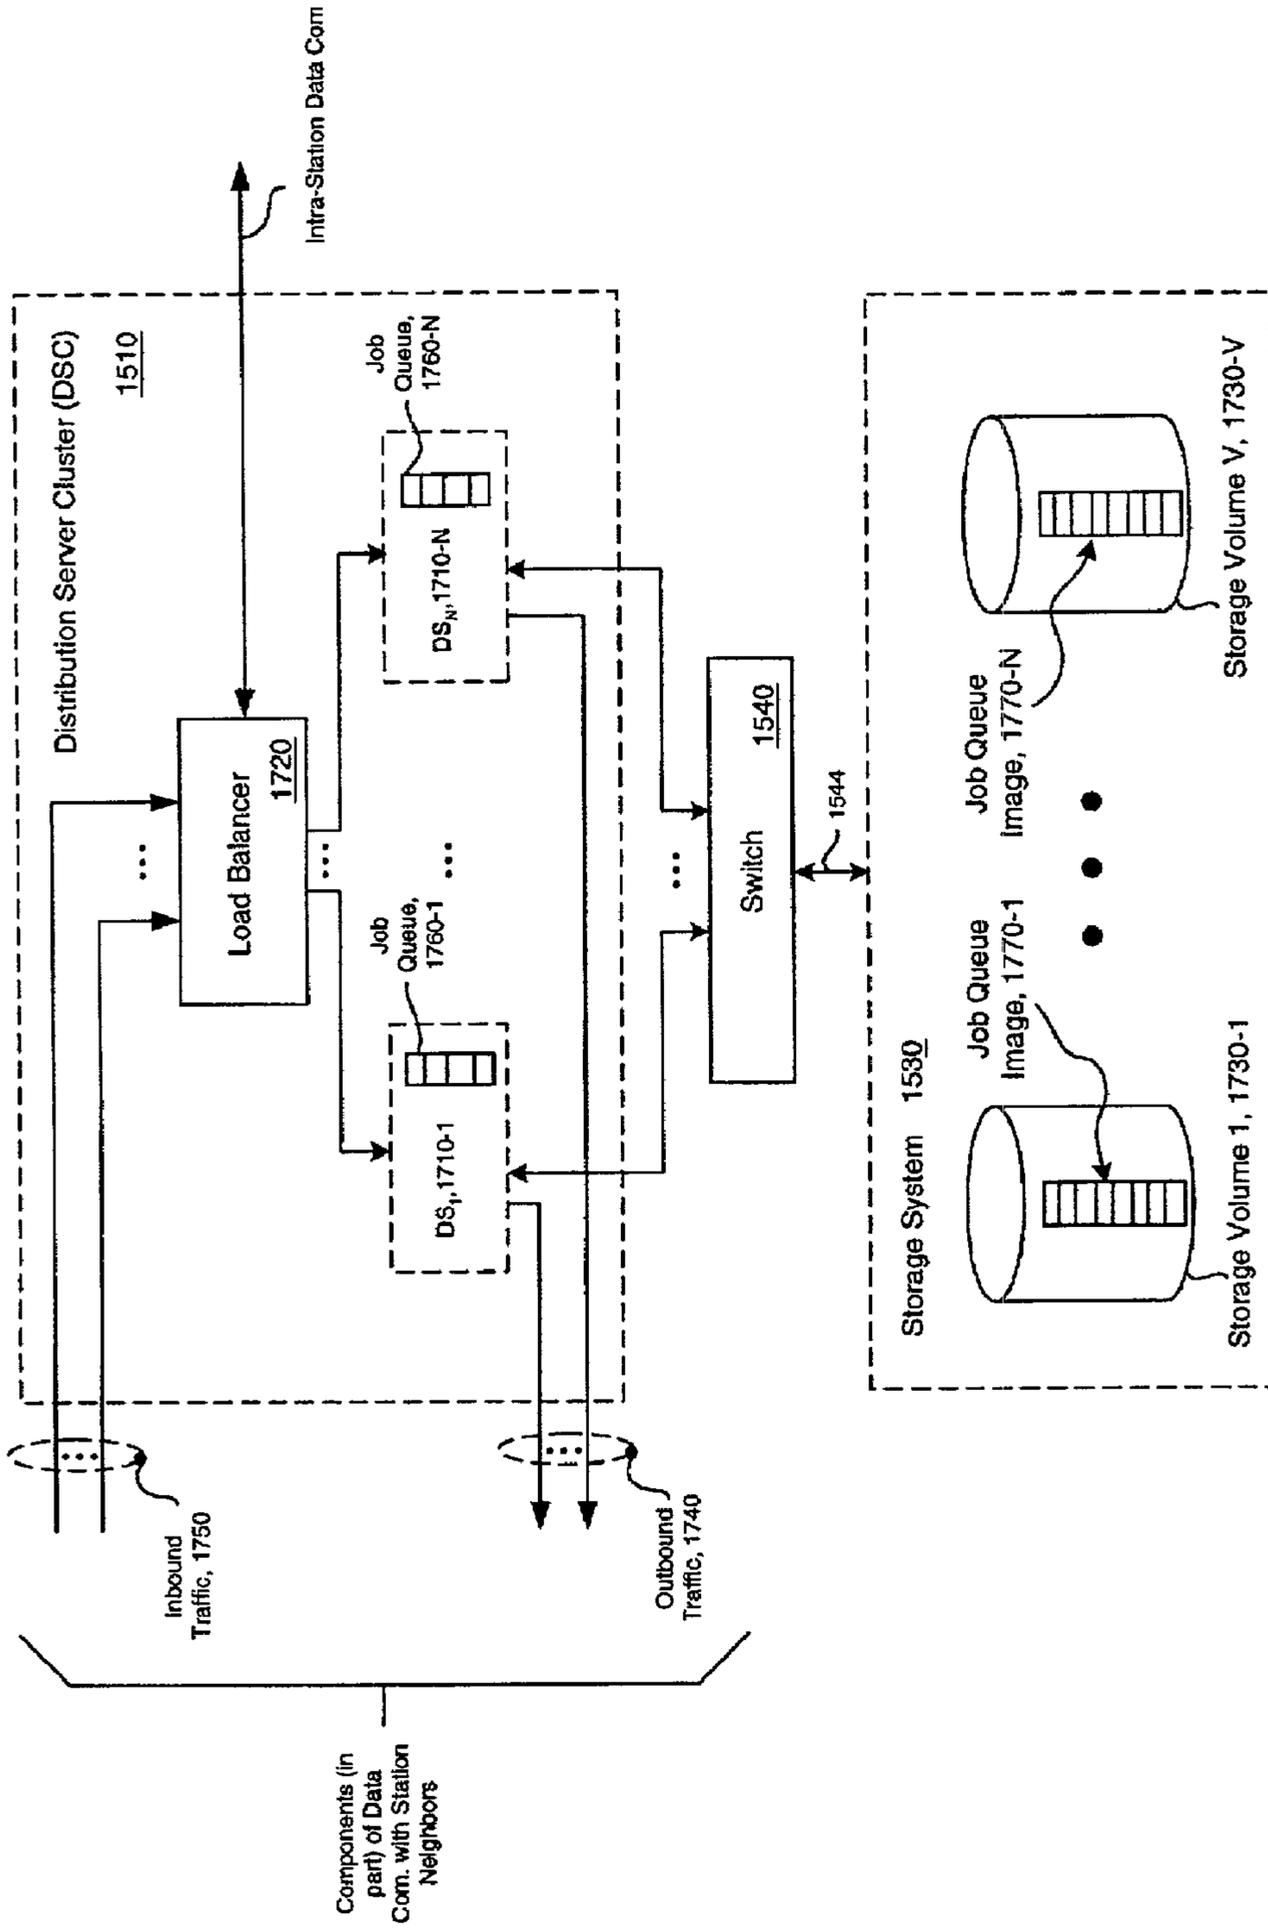 Distribution Server Cluster (DSC)
1510
Intra-Station Data Com
Load Balancer
1720
Inbound
Traffic, 1750
Job
Queue,
1760-1
Job
Queue,
1760-N
DS1, 1710-1
DSN, 1710-N
Outbound
Traffic, 1740
Components (in
part) of Data
Com. with Station
Neighbors
Switch
1540
1544
Storage System 1530
Job Queue
Image, 1770-1
Job Queue
Image, 1770-N
Storage Volume 1, 1730-1
Storage Volume V, 1730-V